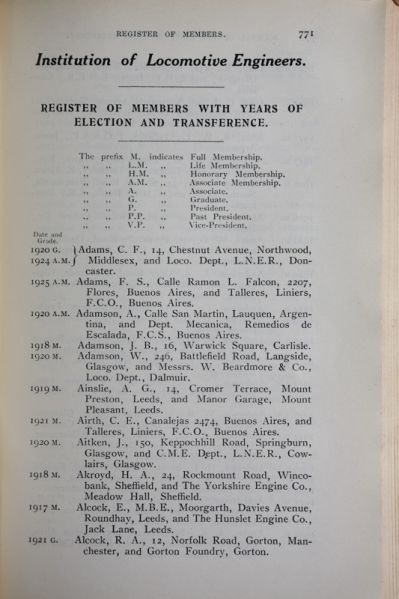 REGISTER OF MEMBERS. 771
Institution of Locomotive Engineers.
REGISTER OF MEMBERS WITH YEARS OF
ELECTION AND TRANSFERENCE.
The prefix M. indicates Full Membership.
,, ,, L.M. ,, Life Membership.
,, ,, H.M. ,, Honorary Membership.
,, ,, A.M. ,, Associate Membership.
,, ,, A. ,, Associate.
,, ,, G. ,, Graduate.
,, ,, P. ,, President.
,, ,, P.P. ,, Past President.
,, ,, V.P. ,, Vice-President.
Date and
Grade.
1920 G. } Adams, C. F., 14, Chestnut Avenue, Northwood,
1924 A.M. } Middlesex, and Loco. Dept., L.N.E.R., Don-
caster.
1925 A.M. Adams, F. S., Calle Ramon L. Falcon, 2207,
Flores, Buenos Aires, and Talleres, Liniers,
F.C.O., Buenos Aires.
1920 A.M. Adamson, A., Calle San Martin, Lauquen, Argen-
tina, and Dept. Mecanica, Remedios de
Escalada, F.C.S., Buenos Aires.
1918 M. Adamson, J. B., 16, Warwick Square, Carlisle.
1920 M. Adamson, W., 246, Battlefield Road, Langside,
Glasgow, and Messrs. W. Beardmore & Co.,
Loco. Dept., Dalmuir.
1919 M. Ainslie, A. G., 14, Cromer Terrace, Mount
Preston, Leeds, and Manor Garage, Mount
Pleasant, Leeds.
1921 M. Airth, C. E., Canalejas 2474, Buenos Aires, and
Talleres, Liniers, F.C.O., Buenos Aires.
1920 M. Aitken, J., 150, Keppochhill Road, Springburn,
Glasgow, and C.M.E. Dept., L.N.E.R., Cow-
lairs, Glasgow.
1918 M. Akroyd, H. A., 24, Rockmount Road, Winco-
bank, Sheffield, and The Yorkshire Engine Co.,
Meadow Hall, Sheffield.
1917 M. Alcock, E., M.B.E., Moorgarth, Davies Avenue,
Roundhay, Leeds, and The Hunslet Engine Co.,
Jack Lane, Leeds.
1921 G. Alcock, R. A., 12, Norfolk Road, Gorton, Man-
chester, and Gorton Foundry, Gorton.